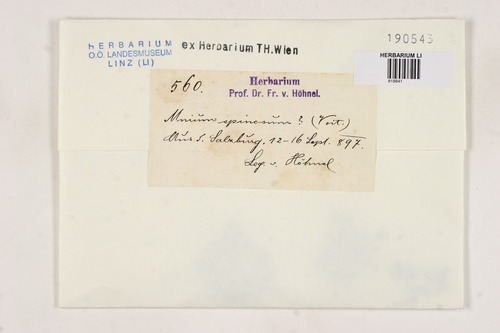 HERBARIUM
O.Ö. LANDESMUSEUM
LINZ (LI)
ex Herbarium TH.Wien
190543
HERBARIUM LI
560.
Herbarium
Prof. Dr. Fr. v. Höhnel.
Mnium spinosum? (Voit.)
S. Salzburg. 12-16 Sept. 897.
Leg. v. Höhnel